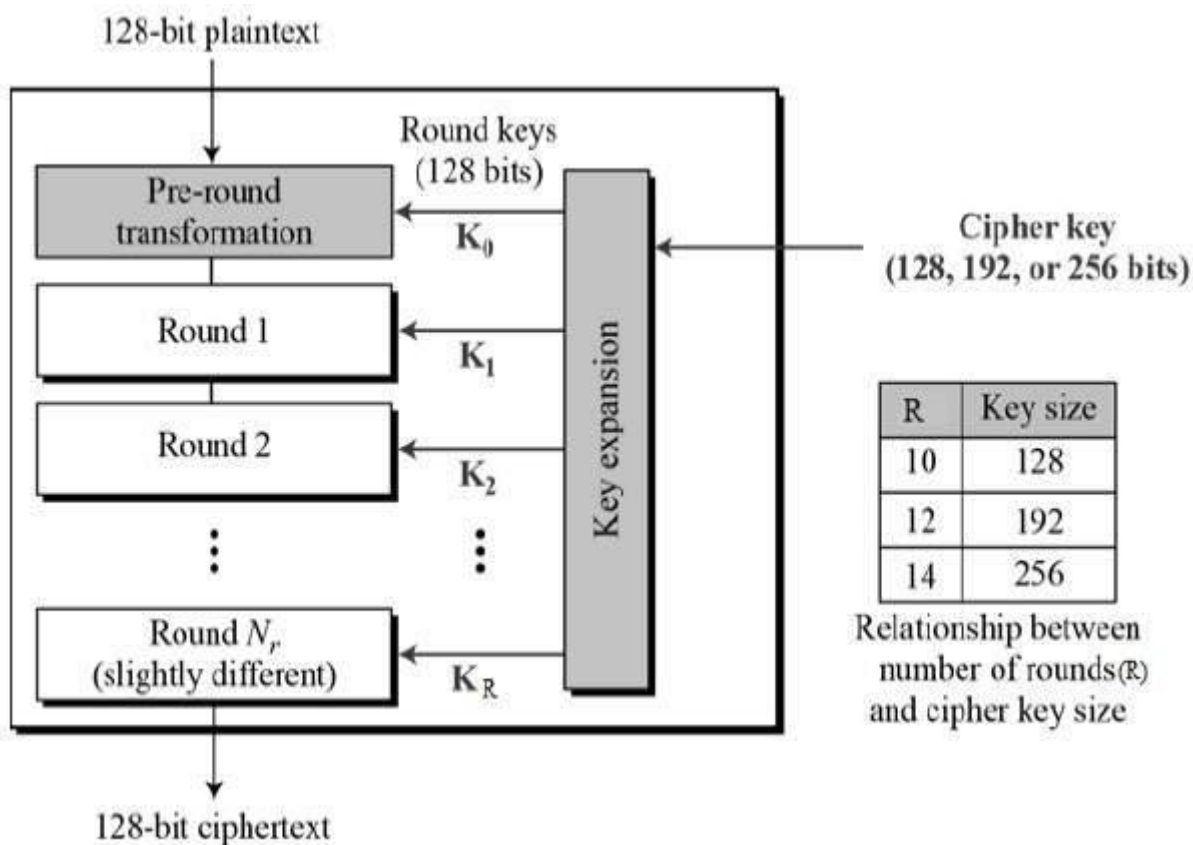 128-bit plaintext
Round keys
(128 bits)
Pre-round
transformation
K₀
Cipher key
(128, 192, or 256 bits)
Round 1
K₁
Key expansion
Round 2
K₂
R Key size
10 128
12 192
14 256
Relationship between
number of rounds(R)
and cipher key size
Round Nᵣ
(slightly different)
K_R
128-bit ciphertext